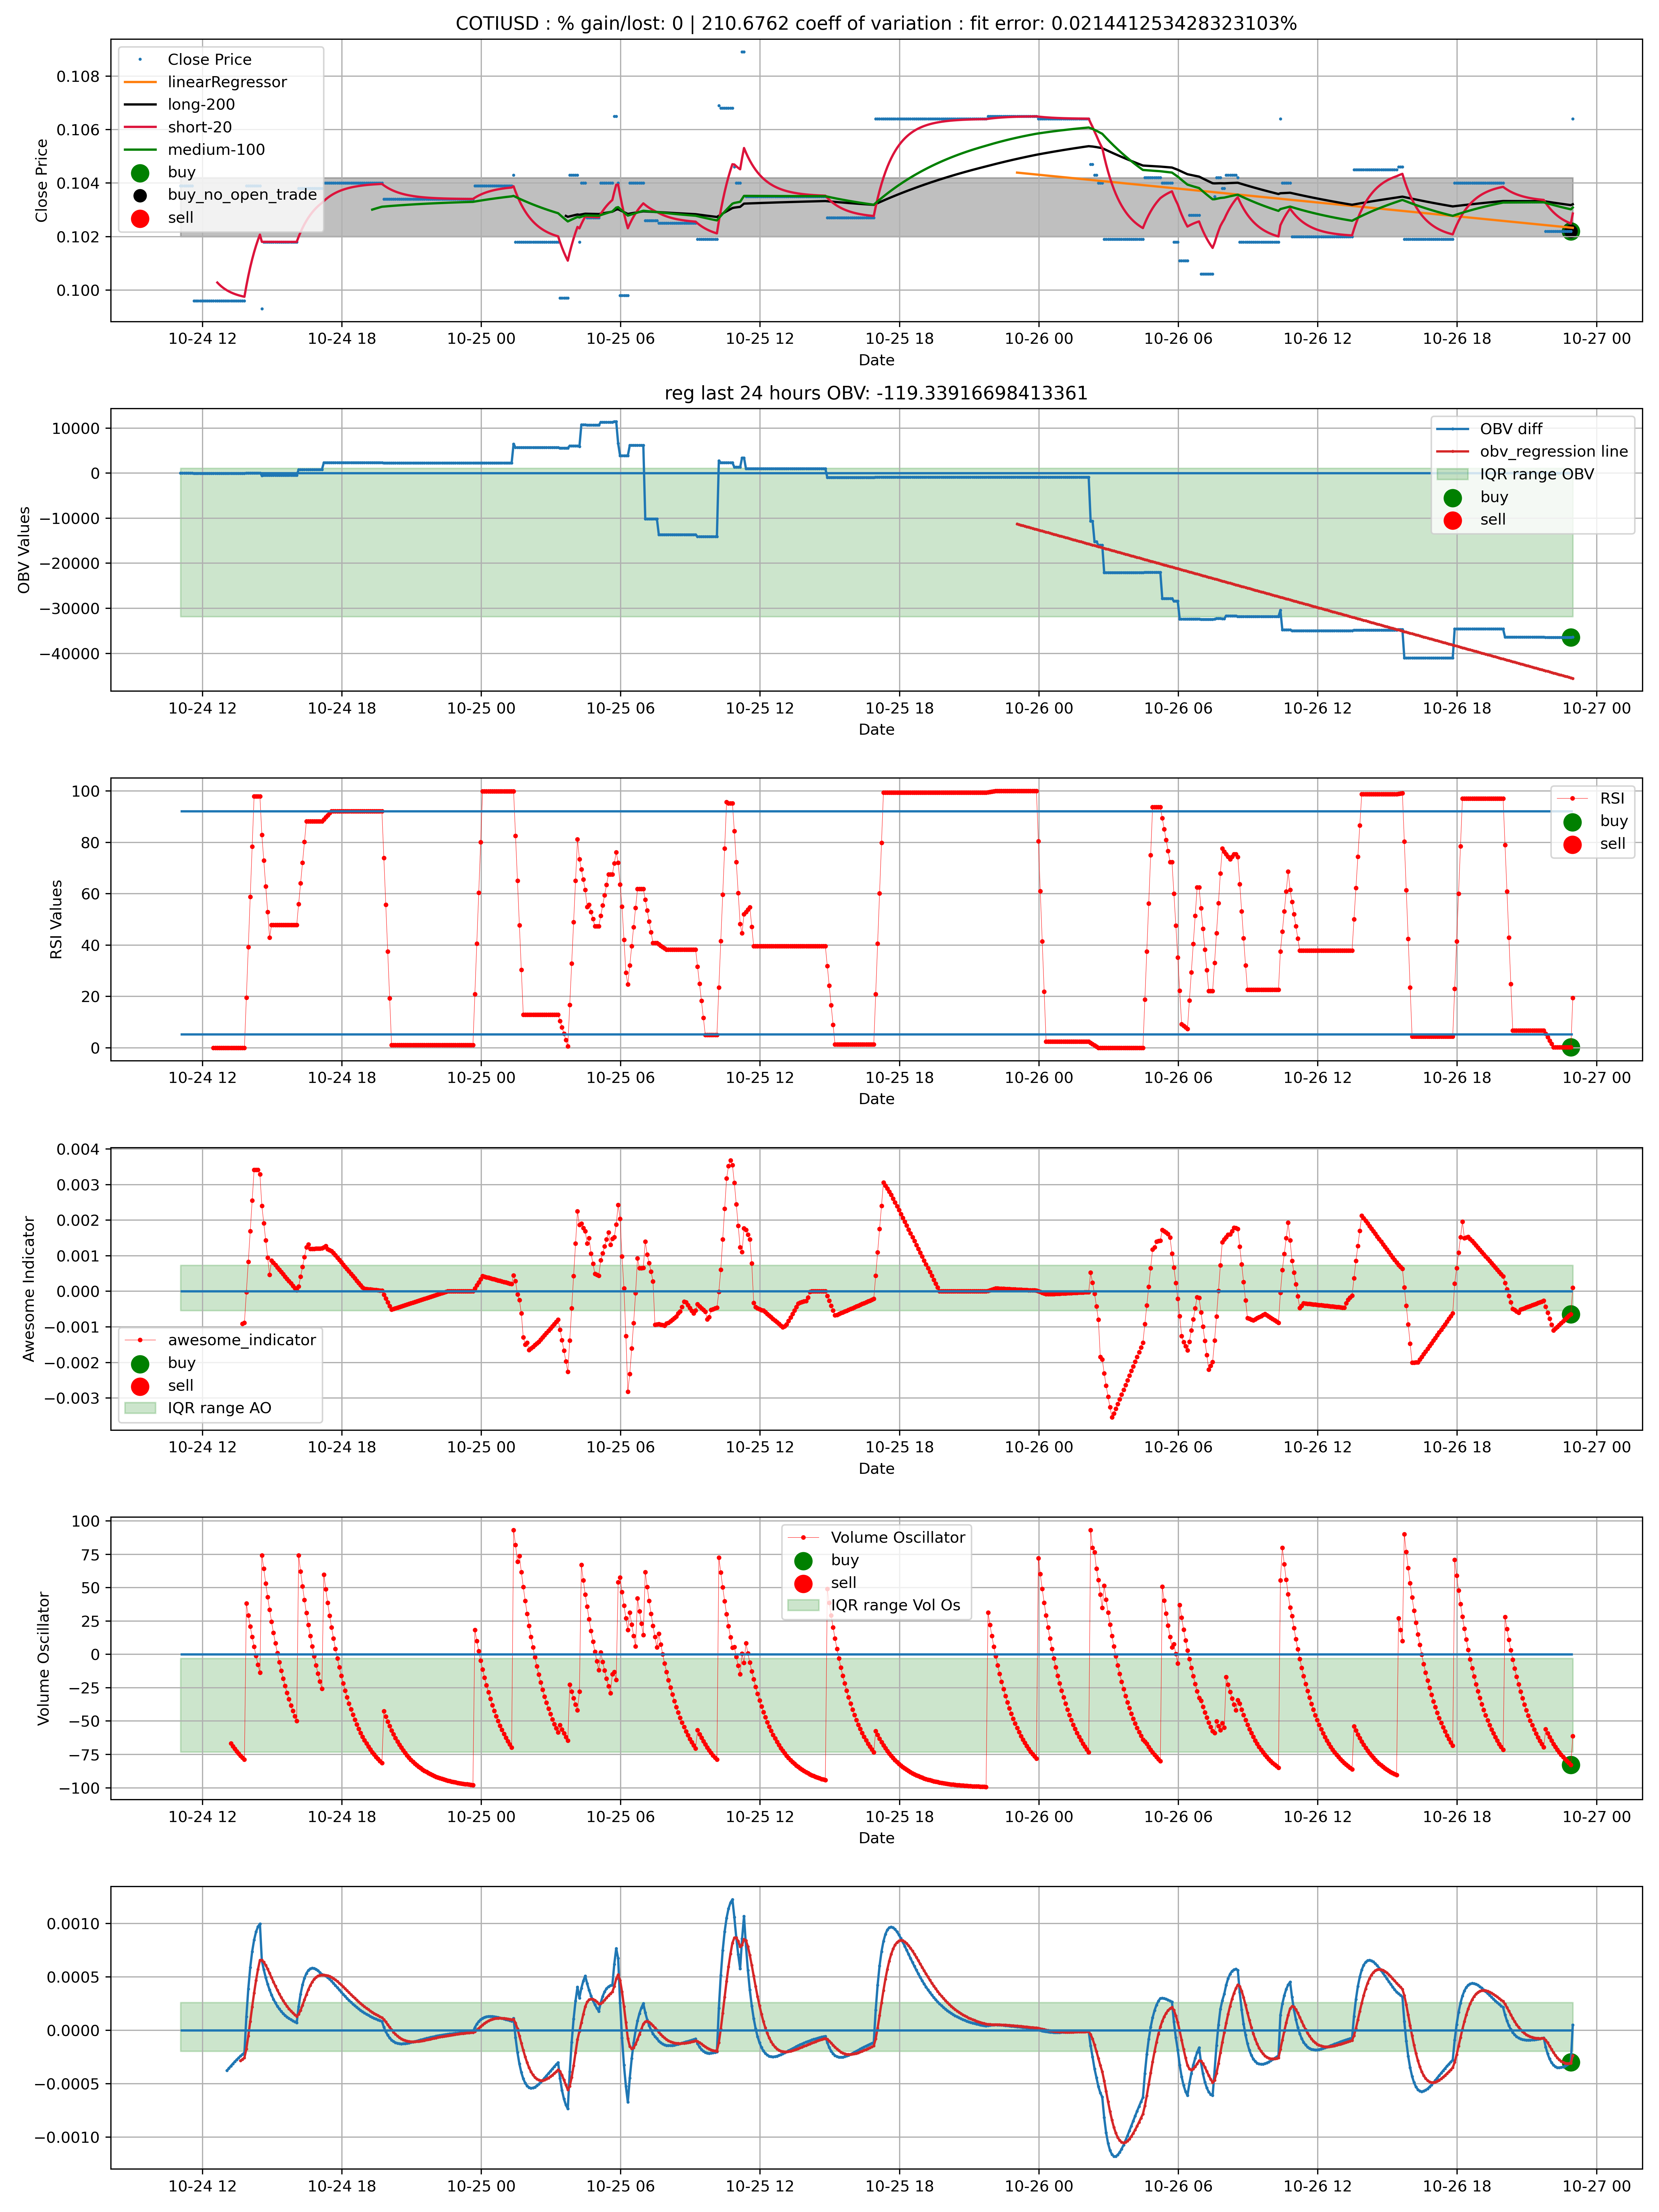 COTIUSD : % gain/lost: 0 | 210.6762 coeff of variation : fit error: 0.021441253428323103%
Close Price
0.108
0.106
0.104
0.102
0.100
Close Price
linearRegressor
long-200
short-20
medium-100
buy
buy_no_open_trade
sell
10-24 12 10-24 18 10-25 00 10-25 06 10-25 12 10-25 18 10-26 00 10-26 06 10-26 12 10-26 18 10-27 00
Date
reg last 24 hours OBV: -119.33916698413361
OBV Values
10000
0
−10000
−20000
−30000
−40000
OBV diff
obv_regression line
IQR range OBV
buy
sell
10-24 12 10-24 18 10-25 00 10-25 06 10-25 12 10-25 18 10-26 00 10-26 06 10-26 12 10-26 18 10-27 00
Date
RSI Values
100
80
60
40
20
0
RSI
buy
sell
10-24 12 10-24 18 10-25 00 10-25 06 10-25 12 10-25 18 10-26 00 10-26 06 10-26 12 10-26 18 10-27 00
Date
Awesome Indicator
0.004
0.003
0.002
0.001
0.000
−0.001
−0.002
−0.003
awesome_indicator
buy
sell
IQR range AO
10-24 12 10-24 18 10-25 00 10-25 06 10-25 12 10-25 18 10-26 00 10-26 06 10-26 12 10-26 18 10-27 00
Date
Volume Oscillator
100
75
50
25
0
−25
−50
−75
−100
Volume Oscillator
buy
sell
IQR range Vol Os
10-24 12 10-24 18 10-25 00 10-25 06 10-25 12 10-25 18 10-26 00 10-26 06 10-26 12 10-26 18 10-27 00
Date
0.0010
0.0005
0.0000
−0.0005
−0.0010
10-24 12 10-24 18 10-25 00 10-25 06 10-25 12 10-25 18 10-26 00 10-26 06 10-26 12 10-26 18 10-27 00